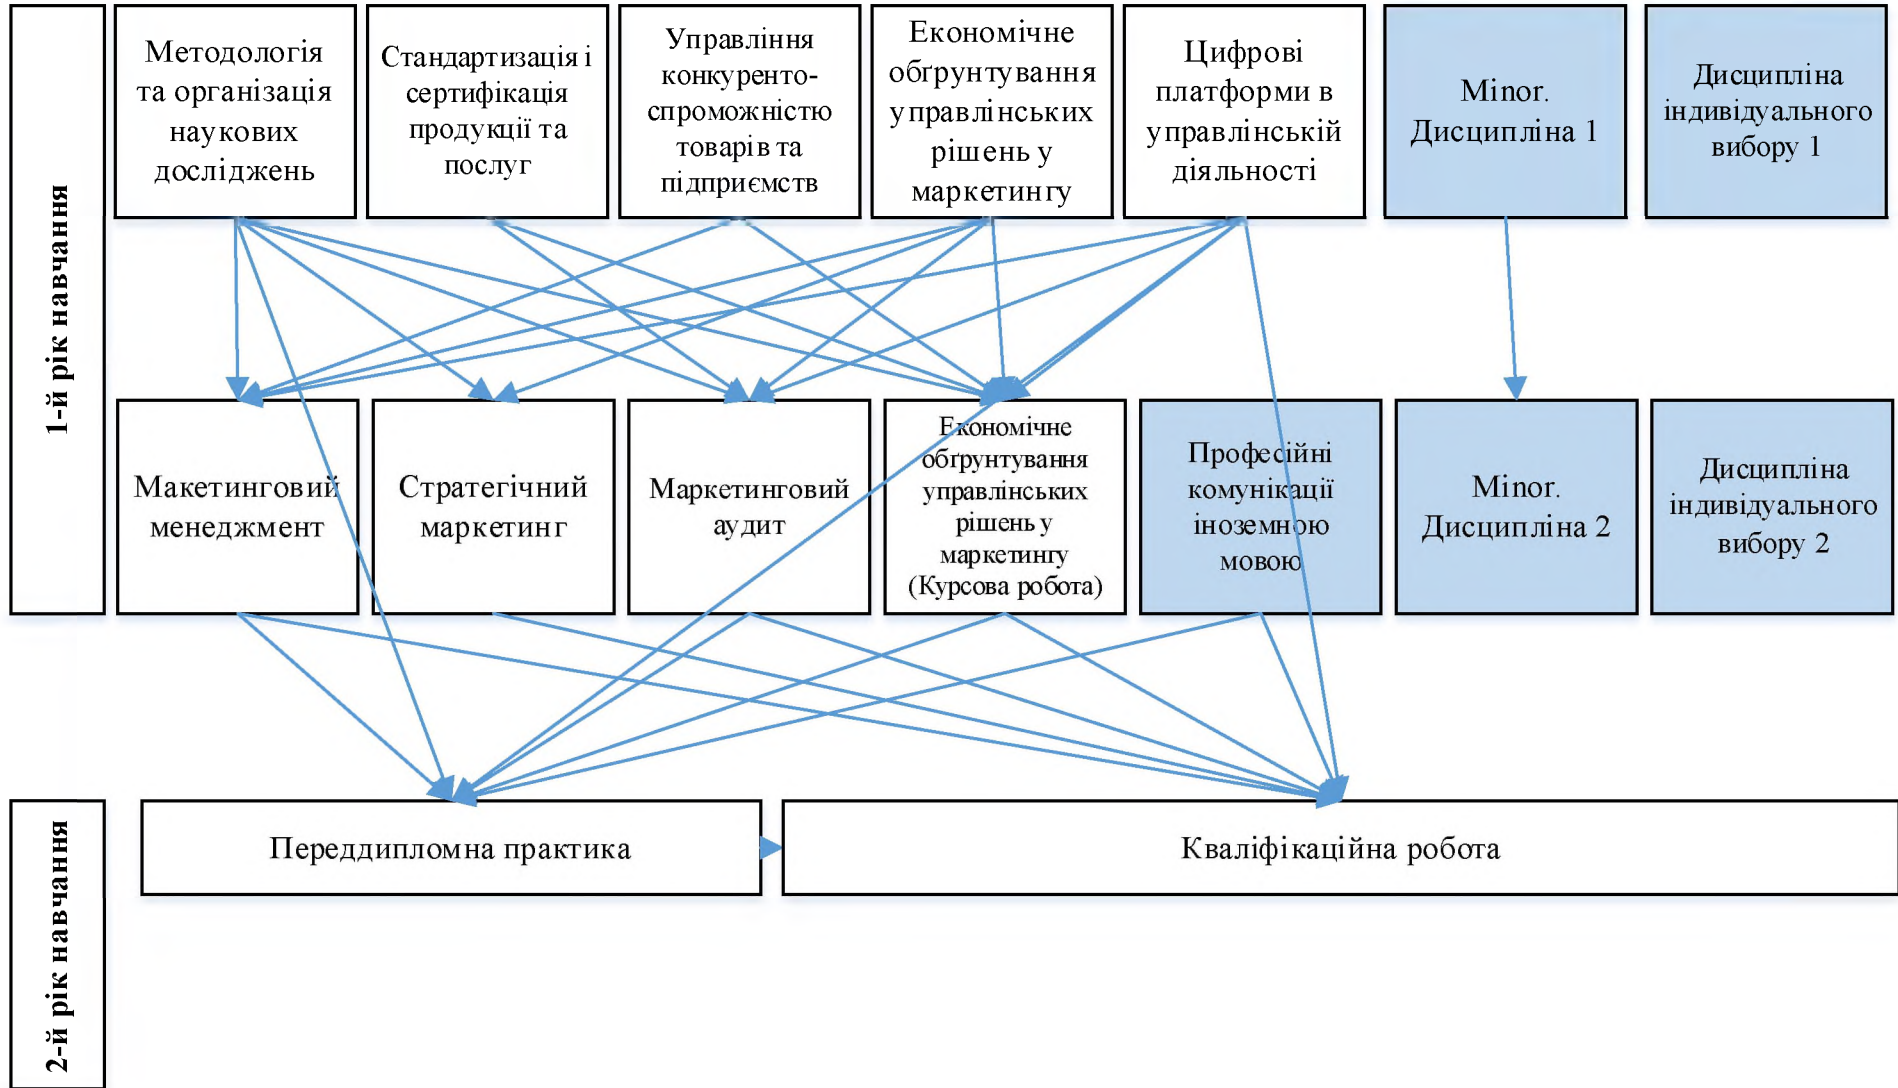 1-й рік навчання
Методологія
та організація
наукових
досліджень
Стандартизація і
сертифікація
продукції та
послуг
Управління
конкуренто-
спроможністю
товарів та
підприємств
Економічне
обґрунтування
управлінських
рішень у
маркетингу
Цифрові
платформи в
управлінській
діяльності
Minor.
Дисципліна 1
Дисципліна
індивідуального
вибору 1
Макетинговий
менеджмент
Стратегічний
маркетинг
Маркетинговий
аудит
Економічне
обґрунтування
управлінських
рішень у
маркетингу
(Курсова робота)
Професійні
комунікації
іноземною
мовою
Minor.
Дисципліна 2
Дисципліна
індивідуального
вибору 2
2-й рік навчання
Переддипломна практика
Кваліфікаційна робота